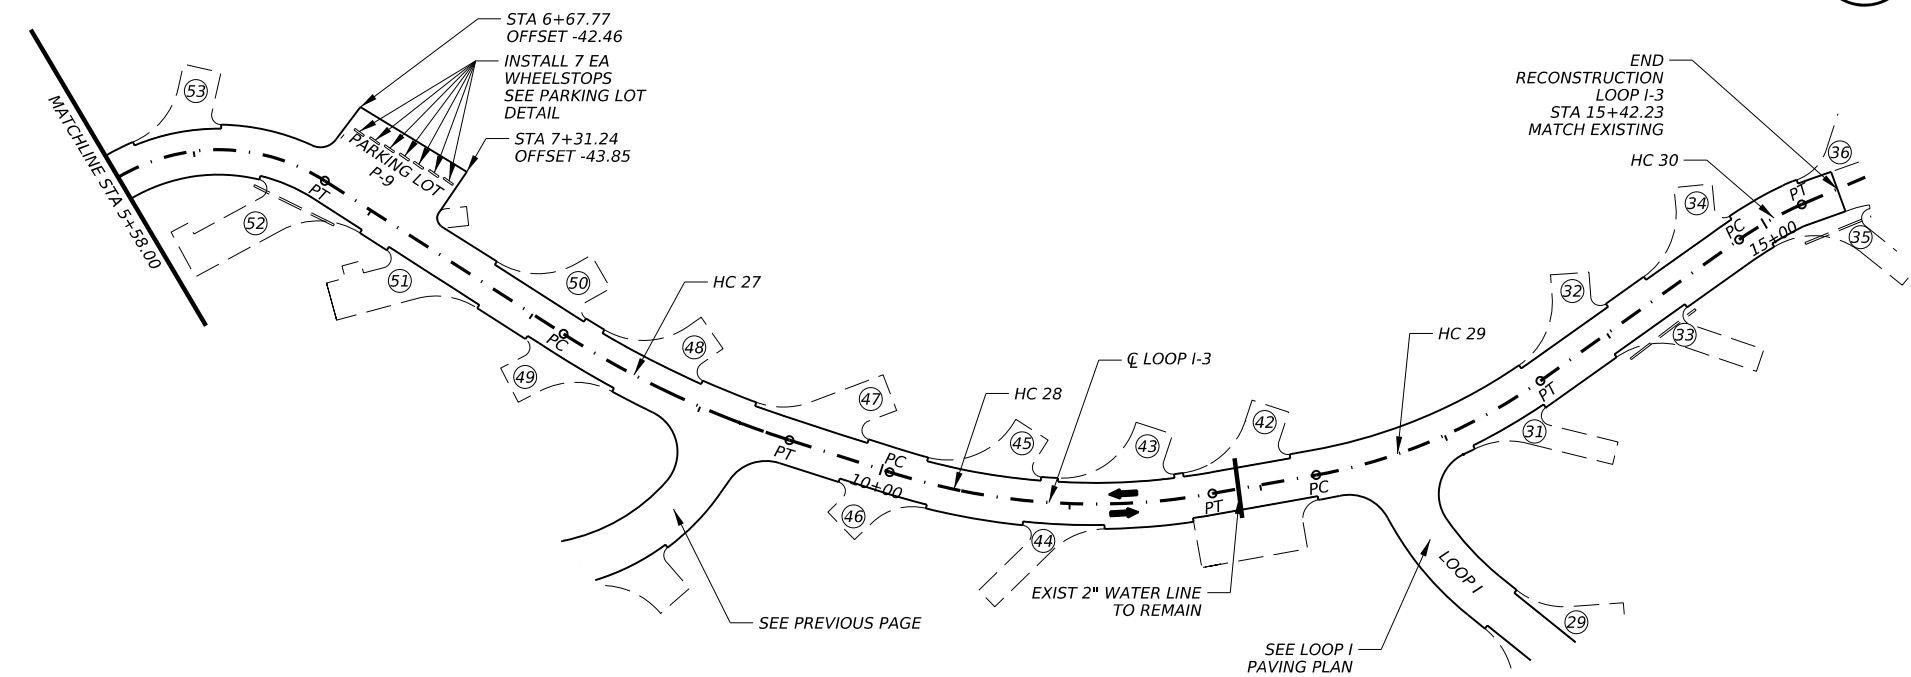 STA 6+67.77
OFFSET -42.46
INSTALL 7 EA
WHEELSTOPS
SEE PARKING LOT
DETAIL
STA 7+31.24
OFFSET -43.85
END
RECONSTRUCTION
LOOP I-3
STA 15+42.23
MATCH EXISTING
HC 30
MATCHLINE STA 5+58.00
53
PARKING LOT
P-9
PT
52
51
50
HC 27
PC
48
49
47
PT
HC 28
PC
10+00
46
45
℄ LOOP I-3
43
44
42
PT
PC
HC 29
PT
31
32
33
34
PC
15+00
PT
36
35
EXIST 2" WATER LINE
TO REMAIN
SEE PREVIOUS PAGE
SEE LOOP I
PAVING PLAN
LOOP I
29